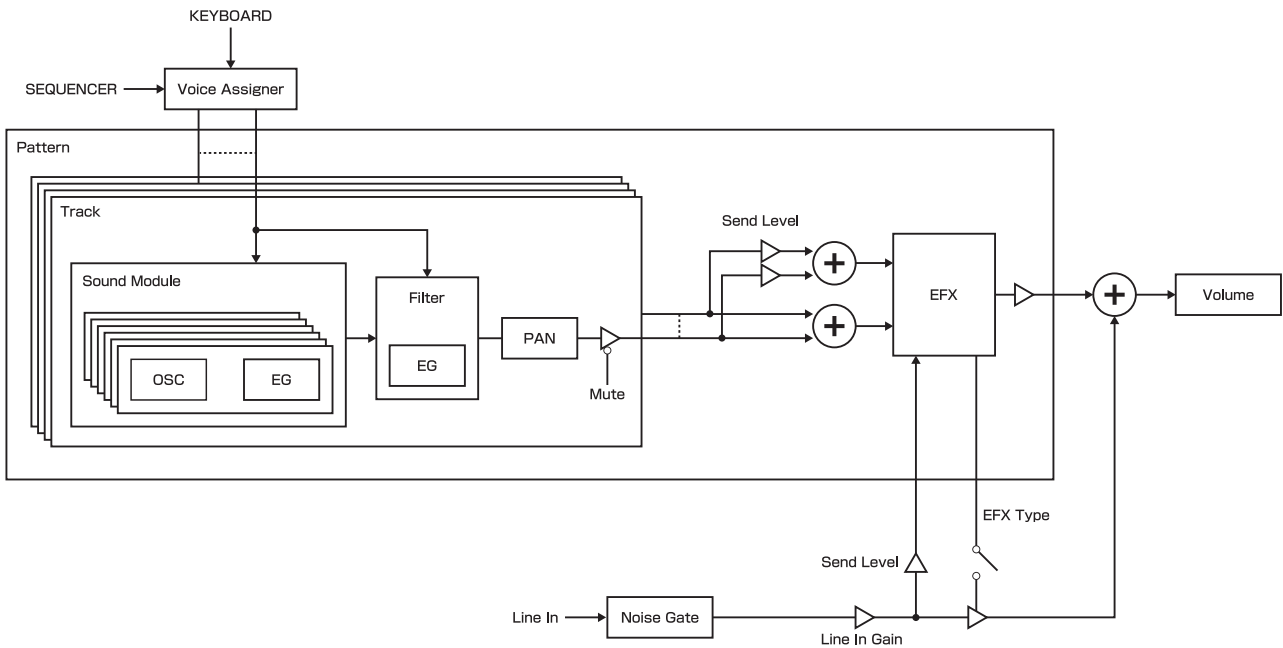 KEYBOARD
SEQUENCER
Voice Assigner
Pattern
Track
Send Level
Sound Module
Filter
EFX
Volume
PAN
OSC
EG
EG
Mute
EFX Type
Send Level
Line In
Noise Gate
Line In Gain